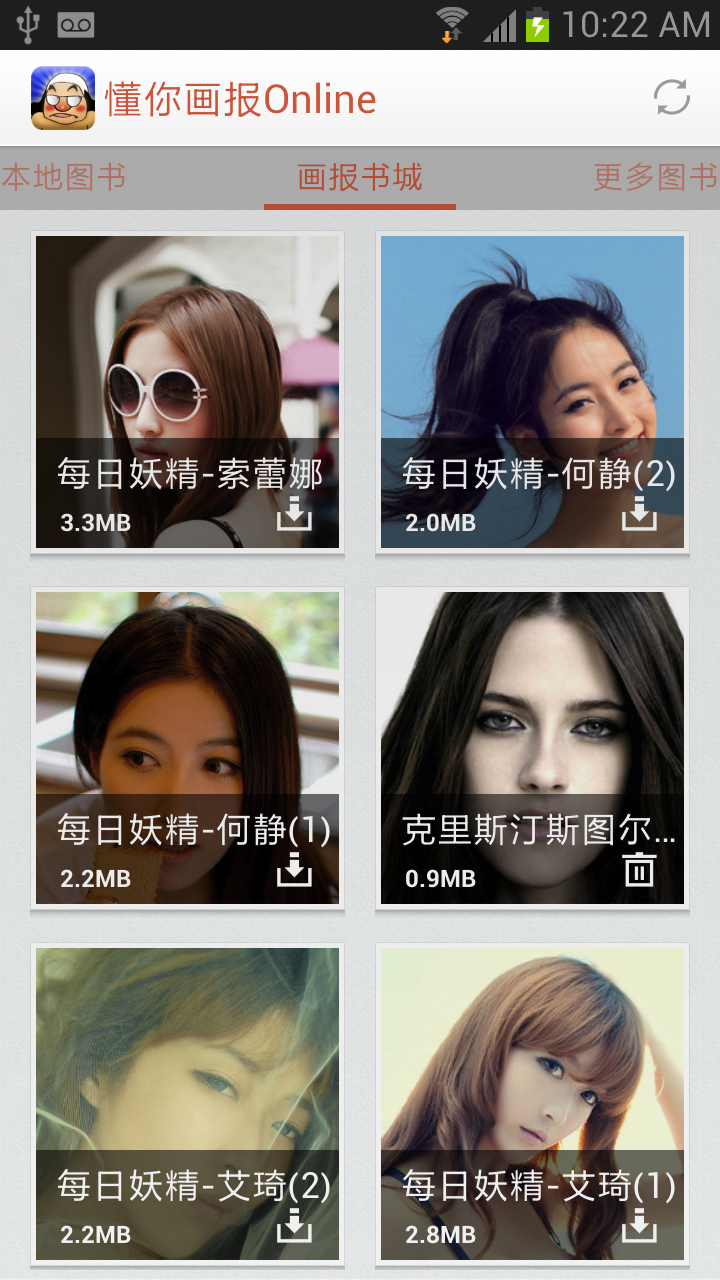 10:22 AM
懂你画报Online
本地图书
画报书城
更多图书
每日妖精-索蕾娜
3.3MB
每日妖精-何静(2)
2.0MB
每日妖精-何静(1)
2.2MB
克里斯汀斯图尔...
0.9MB
每日妖精-艾琦(2)
2.2MB
每日妖精-艾琦(1)
2.8MB